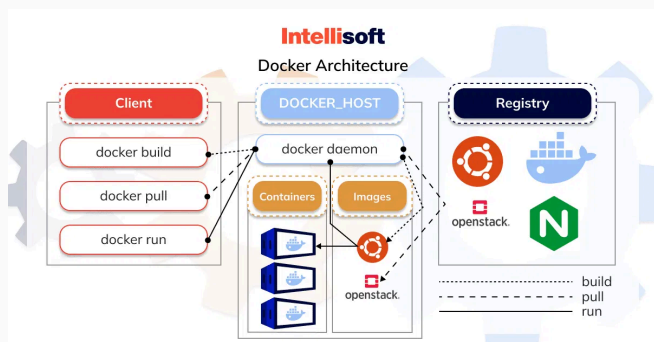 Intellisoft
Docker Architecture
Client
DOCKER_HOST
Registry
docker build
docker daemon
docker pull
Containers
Images
openstack.
docker run
openstack.
build
pull
run